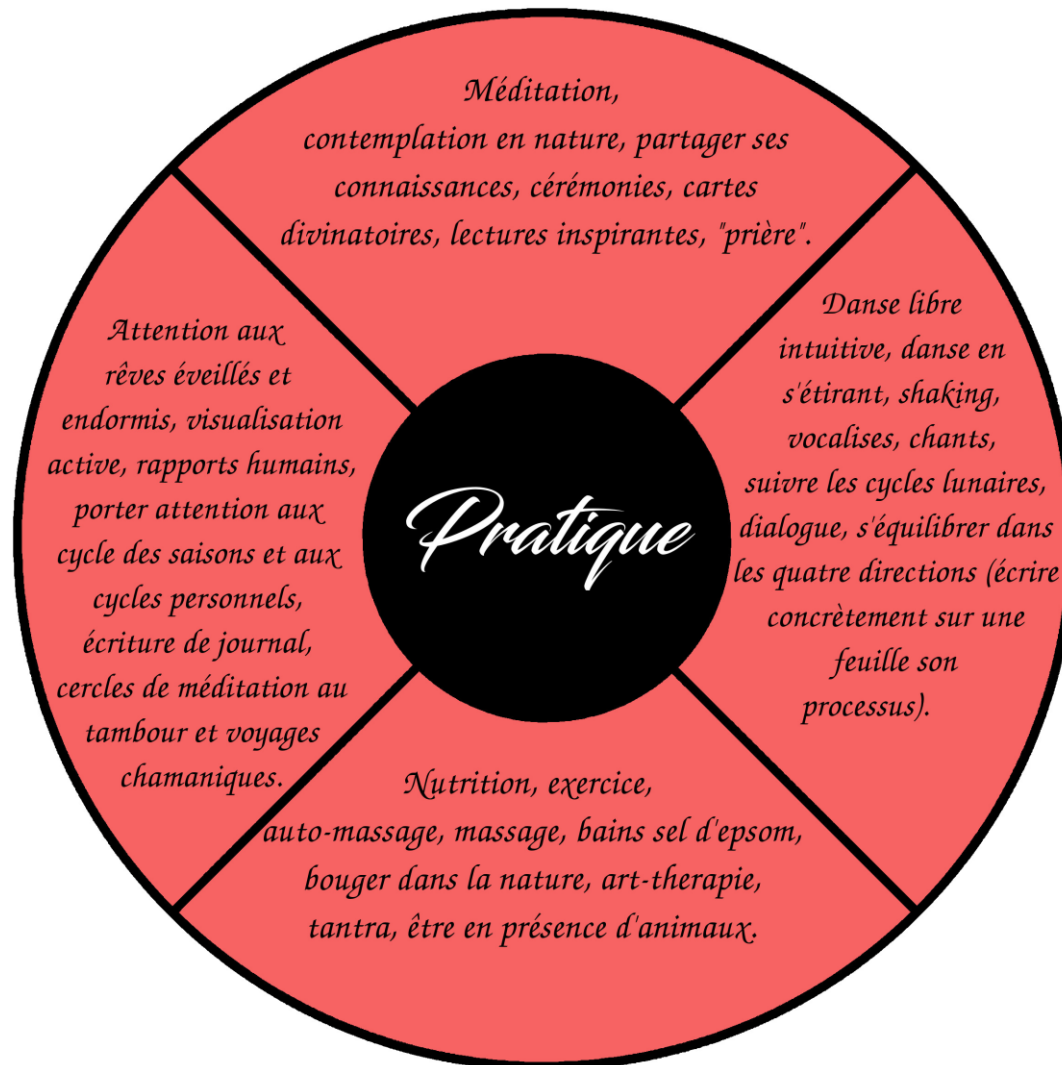 Méditation,
contemplation en nature, partager ses
connaissances, cérémonies, cartes
divinatoires, lectures inspirantes, "prière".
Attention aux
rêves éveillés et
endormis, visualisation
active, rapports humains,
porter attention aux
cycle des saisons et aux
cycles personnels,
écriture de journal,
cercles de méditation au
tambour et voyages
chamaniques.
Pratique
Danse libre
intuitive, danse en
s'étirant, shaking,
vocalises, chants,
suivre les cycles lunaires,
dialogue, s'équilibrer dans
les quatre directions (écrire
concrètement sur une
feuille son
processus).
Nutrition, exercice,
auto-massage, massage, bains sel d'epsom,
bouger dans la nature, art-therapie,
tantra, être en présence d'animaux.